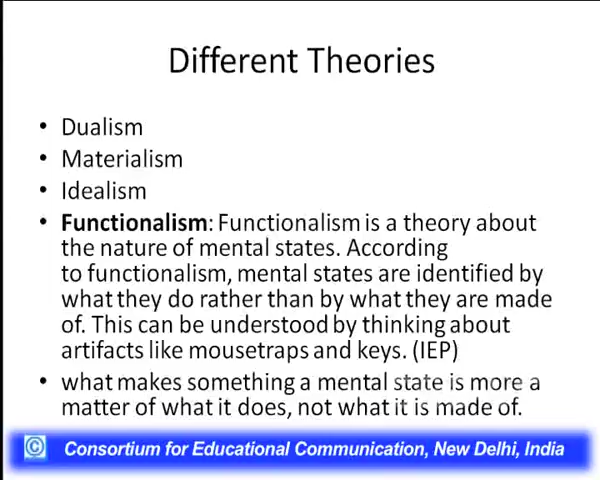 Different Theories
• Dualism
• Materialism
• Idealism
• Functionalism: Functionalism is a theory about
the nature of mental states. According
to functionalism, mental states are identified by
what they do rather than by what they are made
of. This can be understood by thinking about
artifacts like mousetraps and keys. (IEP)
• what makes something a mental state is more a
matter of what it does, not what it is made of.
© Consortium for Educational Communication, New Delhi, India